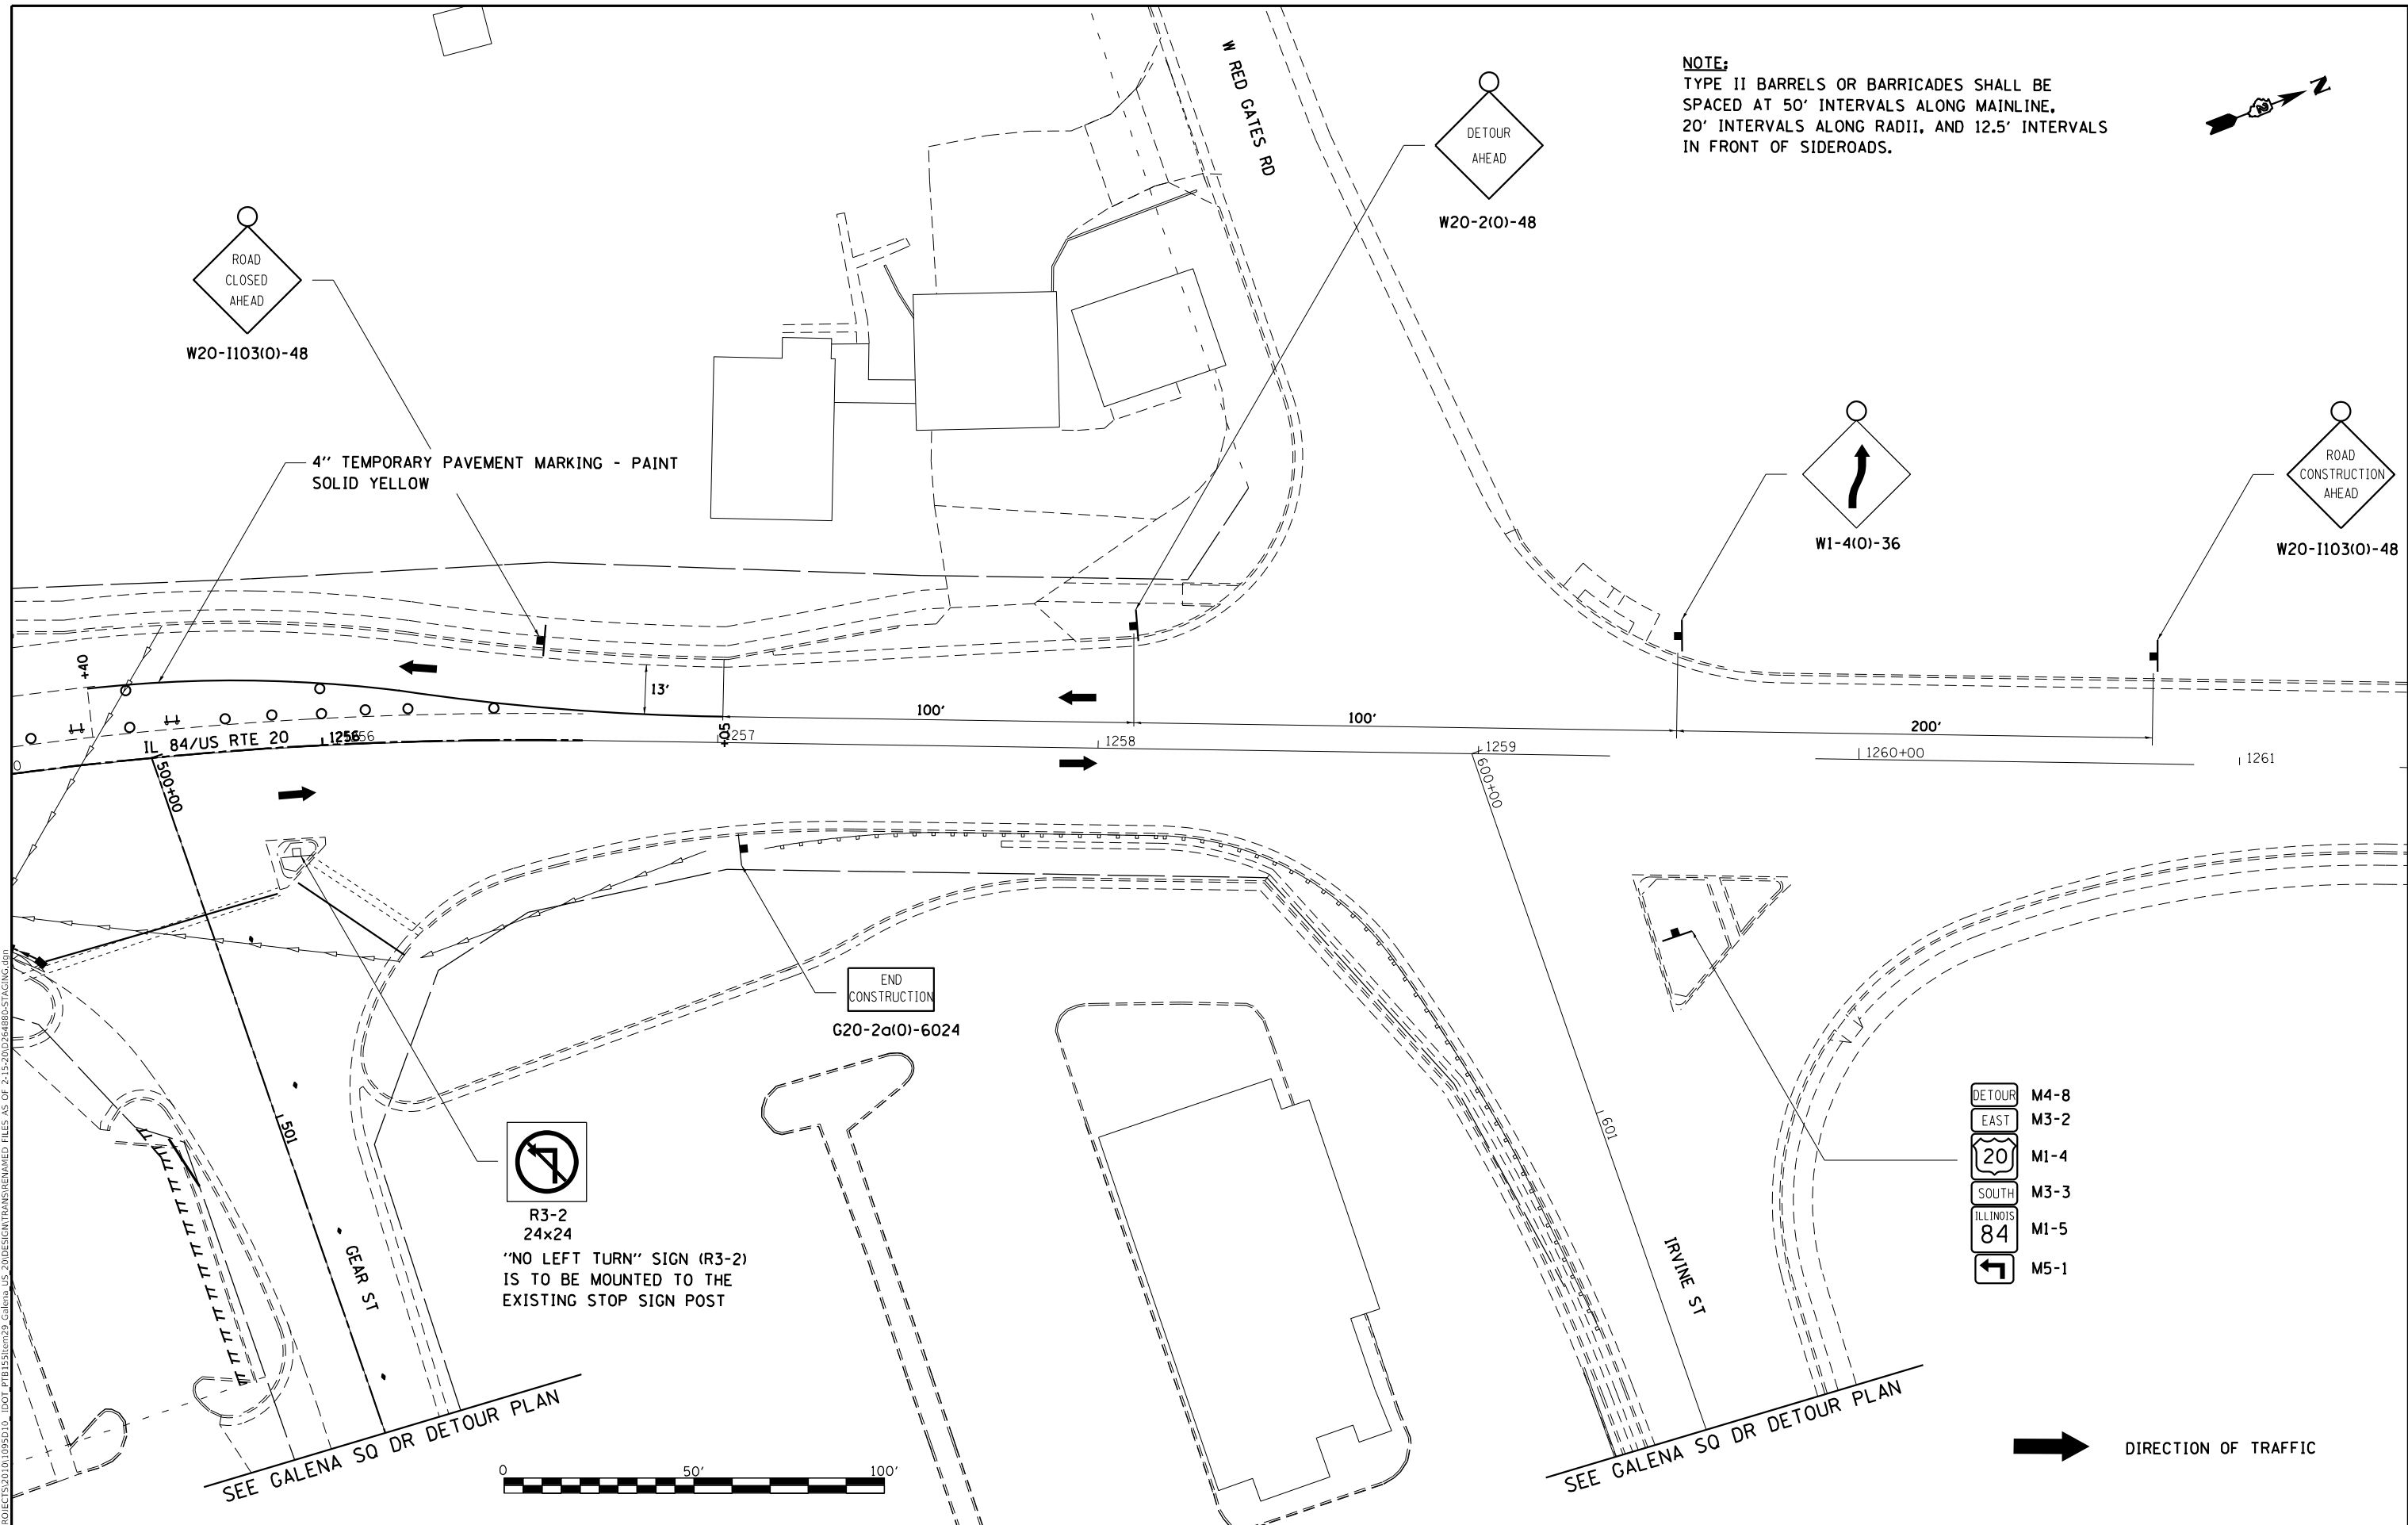 W RED GATES RD
NOTE:
TYPE II BARRELS OR BARRICADES SHALL BE
SPACED AT 50' INTERVALS ALONG MAINLINE,
20' INTERVALS ALONG RADII, AND 12.5' INTERVALS
IN FRONT OF SIDEROADS.
N
DETOUR
AHEAD
W20-2(O)-48
ROAD
CLOSED
AHEAD
W20-I103(O)-48
4'' TEMPORARY PAVEMENT MARKING - PAINT
SOLID YELLOW
W1-4(O)-36
ROAD
CONSTRUCTION
AHEAD
W20-I103(O)-48
+40
13'
100'
100'
200'
IL 84/US RTE 20
1256
+05
1257
1258
1259
1260+00
1261
0
500+00
600+00
END
CONSTRUCTION
G20-2a(O)-6024
501
601
GEAR ST
IRVINE ST
R3-2
24x24
"NO LEFT TURN" SIGN (R3-2)
IS TO BE MOUNTED TO THE
EXISTING STOP SIGN POST
DETOUR M4-8
EAST M3-2
20 M1-4
SOUTH M3-3
ILLINOIS
84 M1-5
M5-1
SEE GALENA SQ DR DETOUR PLAN
SEE GALENA SQ DR DETOUR PLAN
0 50' 100'
DIRECTION OF TRAFFIC